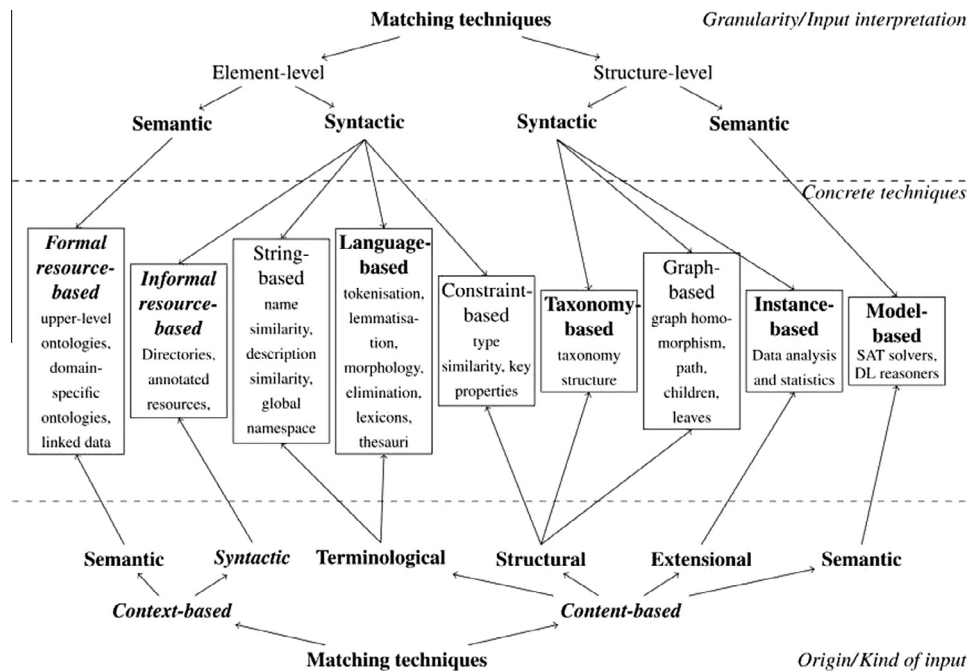 Matching techniques
Granularity/Input interpretation
Element-level
Structure-level
Semantic
Syntactic
Syntactic
Semantic
Concrete techniques
Formal
resource-
based
upper-level
ontologies,
domain-
specific
ontologies,
linked data
Informal
resource-
based
Directories,
annotated
resources,
String-
based
name
similarity,
description
similarity,
global
namespace
Language-
based
tokenisation,
lemmatisa-
tion,
morphology,
elimination,
lexicons,
thesauri
Constraint-
based
type
similarity, key
properties
Taxonomy-
based
taxonomy
structure
Graph-
based
graph homo-
morphism,
path,
children,
leaves
Instance-
based
Data analysis
and statistics
Model-
based
SAT solvers,
DL reasoners
Semantic
Syntactic
Terminological
Structural
Extensional
Semantic
Context-based
Content-based
Matching techniques
Origin/Kind of input